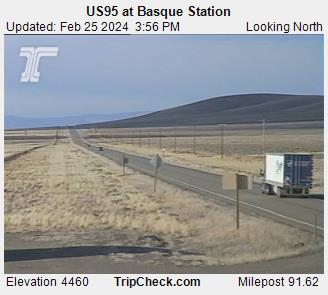 US95 at Basque Station
Updated: Feb 25 2024 3:56 PM Looking North
Elevation 4460 TripCheck.com Milepost 91.62